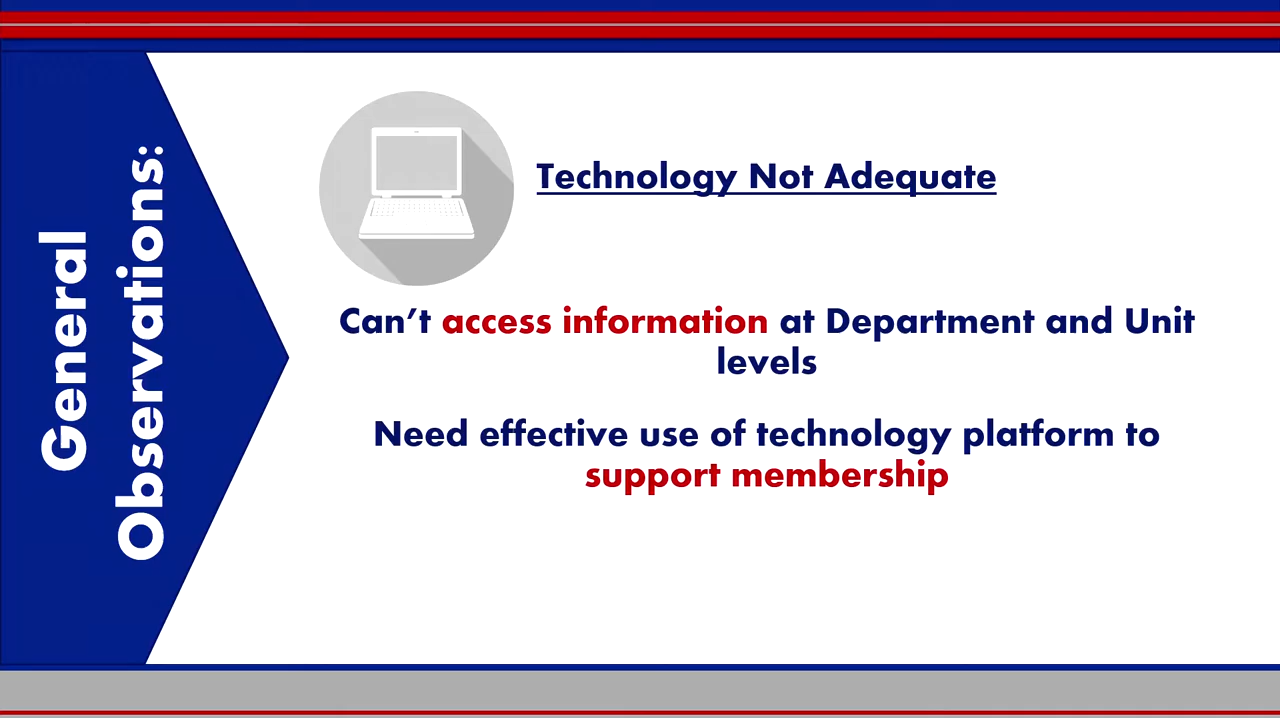 General
Observations:
Technology Not Adequate
Can’t access information at Department and Unit
levels
Need effective use of technology platform to
support membership